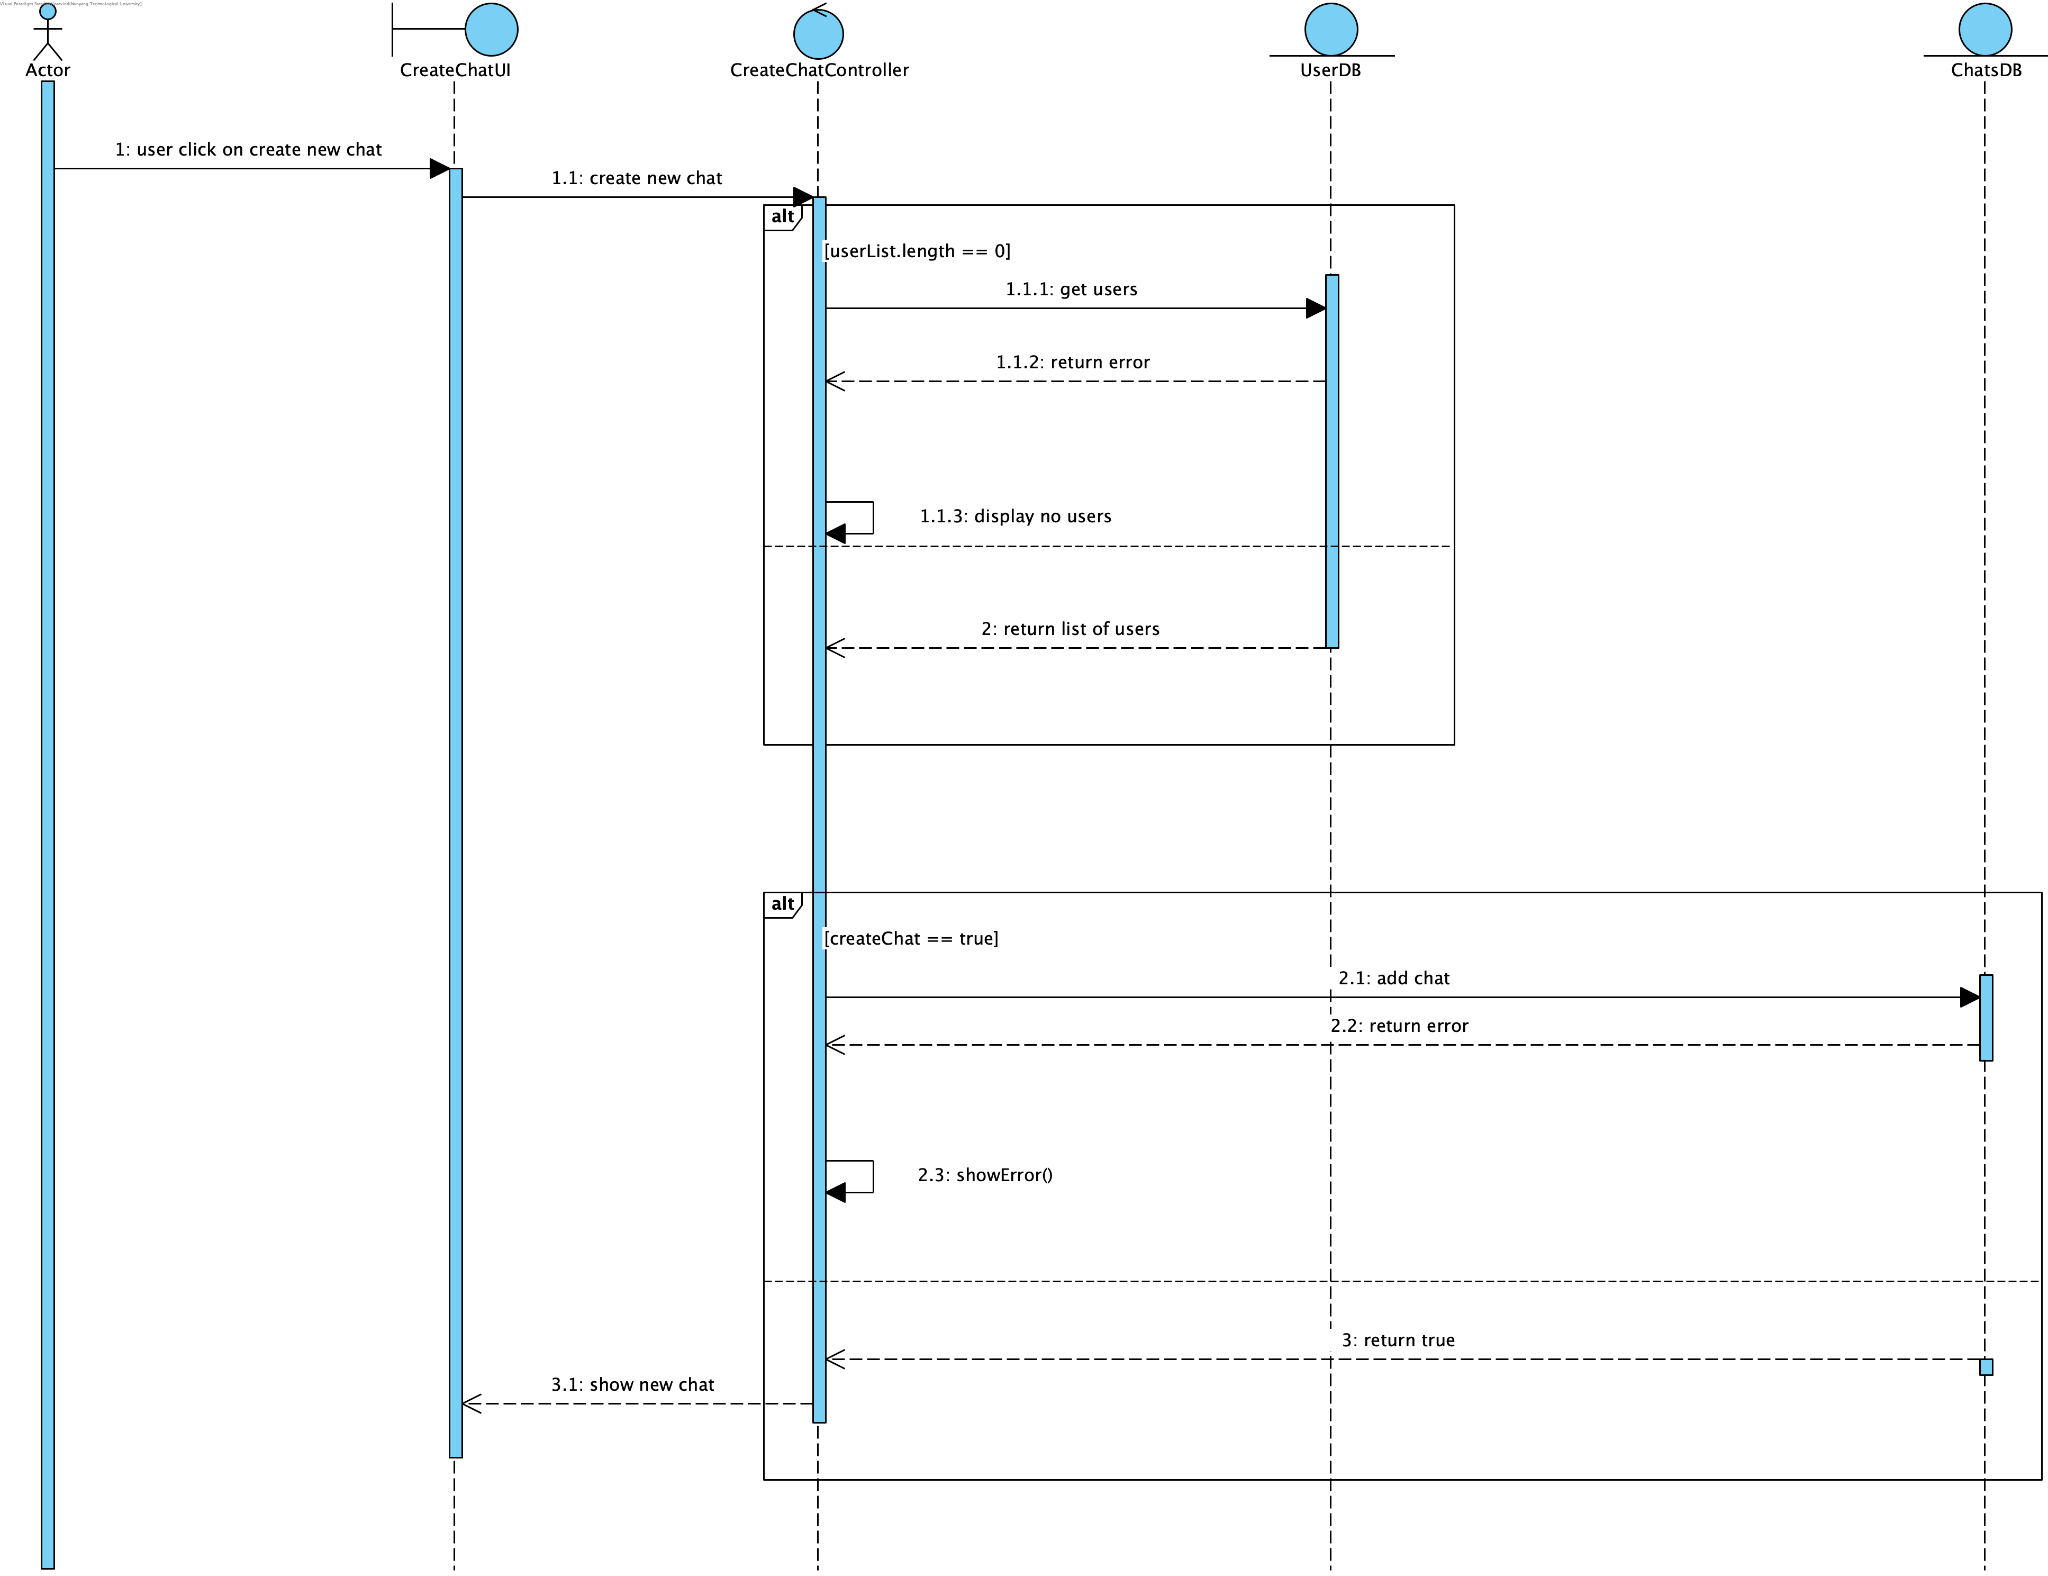 Actor
CreateChatUI
CreateChatController
UserDB
ChatsDB
1: user click on create new chat
1.1: create new chat
alt
[userList.length == 0]
1.1.1: get users
1.1.2: return error
1.1.3: display no users
2: return list of users
alt
[createChat == true]
2.1: add chat
2.2: return error
2.3: showError()
3: return true
3.1: show new chat